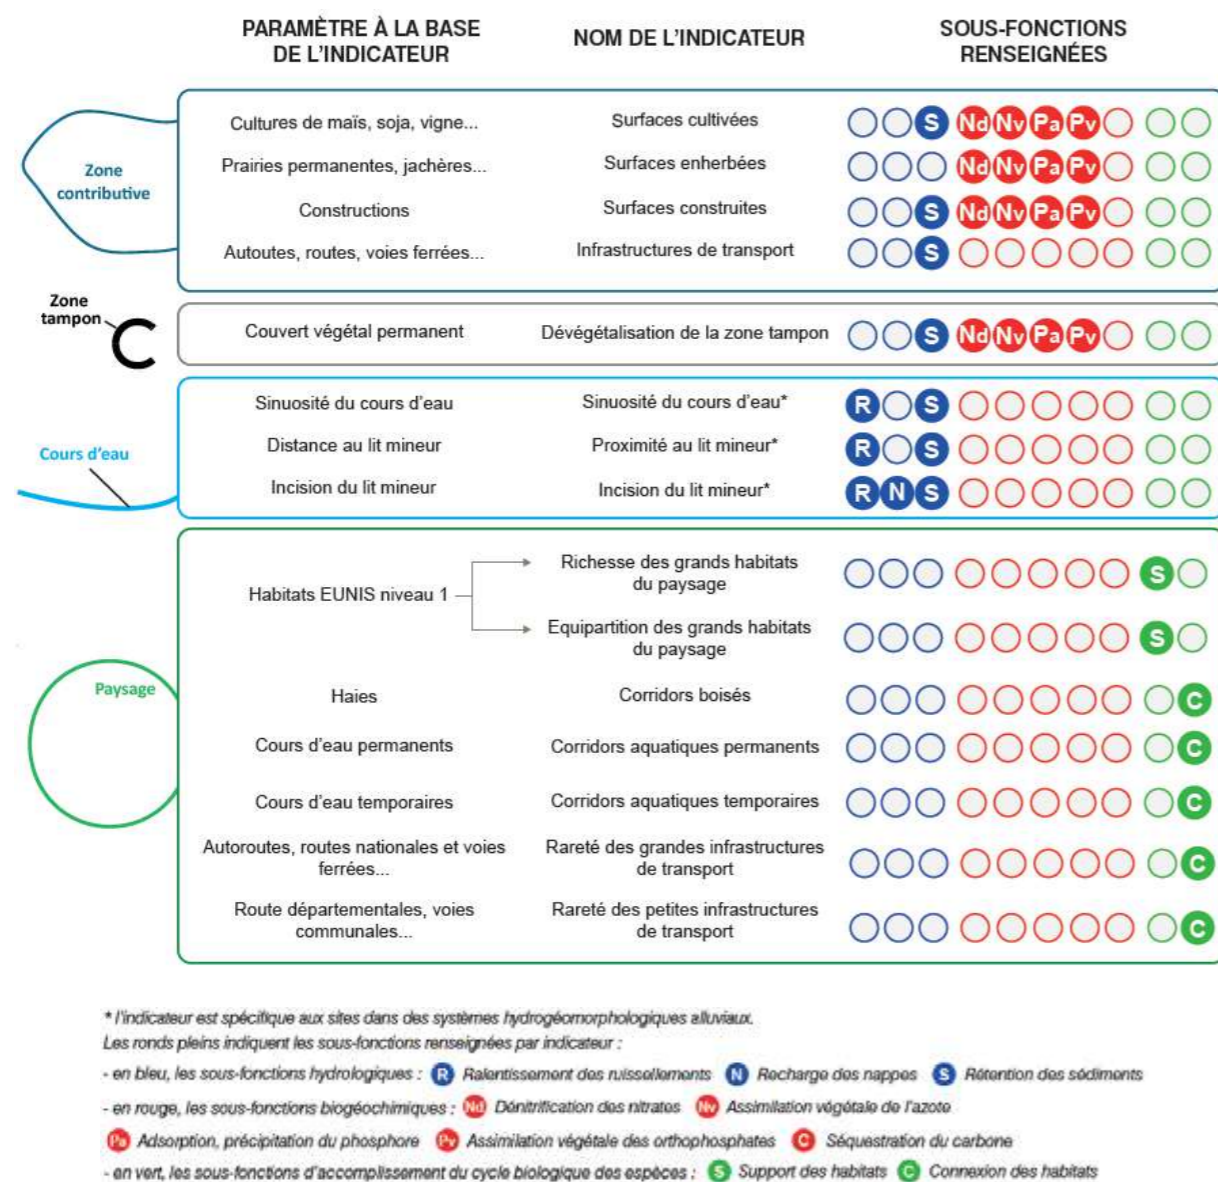 PARAMÈTRE À LA BASE
DE L'INDICATEUR
NOM DE L'INDICATEUR
SOUS-FONCTIONS
RENSEIGNÉES
Zone
contributive
Cultures de maïs, soja, vigne... Surfaces cultivées S Nd Nv Pa Pv
Prairies permanentes, jachères... Surfaces enherbées Nd Nv Pa Pv
Constructions Surfaces construites S Nd Nv Pa Pv
Autoutes, routes, voies ferrées... Infrastructures de transport S
Zone
tampon
Couvert végétal permanent Dévégétalisation de la zone tampon S Nd Nv Pa Pv
Cours d'eau
Sinuosité du cours d'eau Sinuosité du cours d'eau* R S
Distance au lit mineur Proximité au lit mineur* R S
Incision du lit mineur Incision du lit mineur* R N S
Paysage
Habitats EUNIS niveau 1
Richesse des grands habitats
du paysage S
Equipartition des grands habitats
du paysage S
Haies Corridors boisés C
Cours d'eau permanents Corridors aquatiques permanents C
Cours d'eau temporaires Corridors aquatiques temporaires C
Autoroutes, routes nationales et voies
ferrées...
Rareté des grandes infrastructures
de transport C
Route départementales, voies
communales...
Rareté des petites infrastructures
de transport C
* l'indicateur est spécifique aux sites dans des systèmes hydrogéomorphologiques alluviaux.
Les ronds pleins indiquent les sous-fonctions renseignées par indicateur :
- en bleu, les sous-fonctions hydrologiques : R Ralentissement des ruissellements N Recharge des nappes S Rétention des sédiments
- en rouge, les sous-fonctions biogéochimiques : Nd Dénitrification des nitrates Nv Assimilation végétale de l'azote
Pa Adsorption, précipitation du phosphore Pv Assimilation végétale des orthophosphates C Séquestration du carbone
- en vert, les sous-fonctions d'accomplissement du cycle biologique des espèces : S Support des habitats C Connexion des habitats